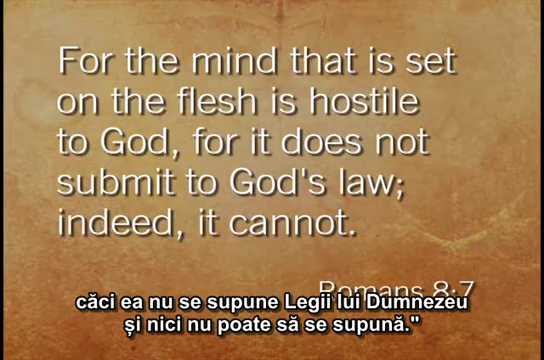 For the mind that is set
on the flesh is hostile
to God, for it does not
submit to God's law;
indeed, it cannot.
Romans 8:7
căci ea nu se supune Legii lui Dumnezeu
și nici nu poate să se supună."